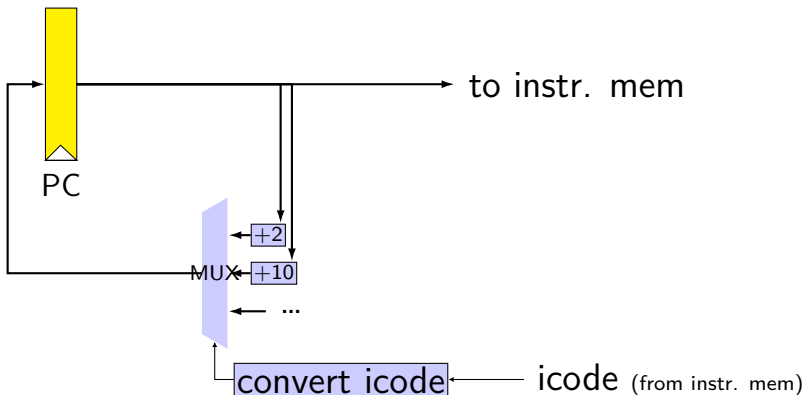 to instr. mem
PC
+2
MUX
+10
...
convert icode
icode (from instr. mem)